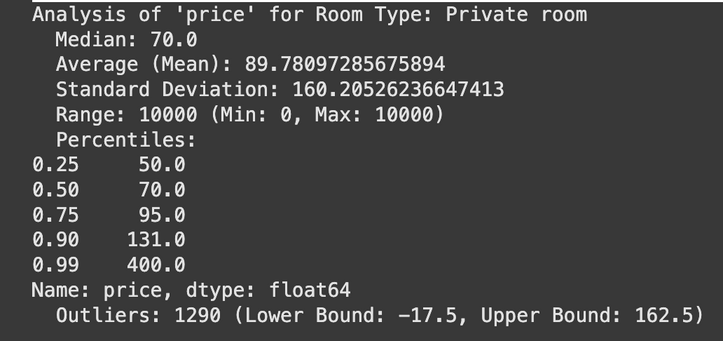 Analysis of 'price' for Room Type: Private room
Median: 70.0
Average (Mean): 89.78097285675894
Standard Deviation: 160.20526236647413
Range: 10000 (Min: 0, Max: 10000)
Percentiles:
0.25 50.0
0.50 70.0
0.75 95.0
0.90 131.0
0.99 400.0
Name: price, dtype: float64
Outliers: 1290 (Lower Bound: -17.5, Upper Bound: 162.5)